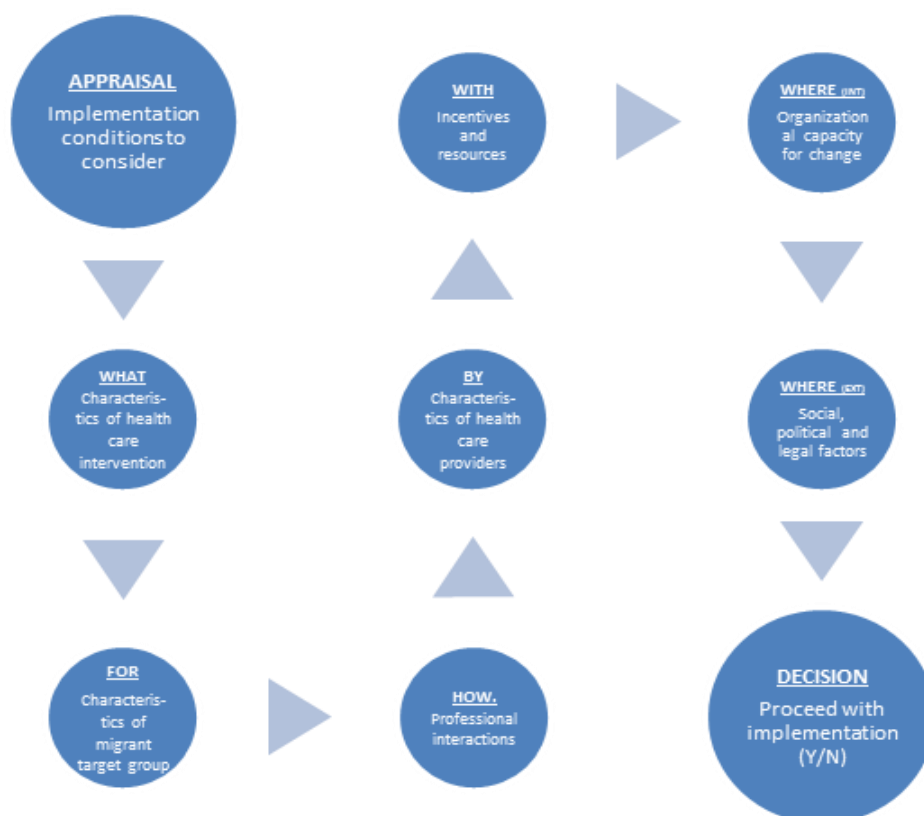 APPRAISAL
Implementation
conditions to
consider
WHAT
Characteris-
tics of health
care
intervention
FOR
Characteris-
tics of
migrant
target group
HOW.
Professional
interactions
BY
Characteris-
tics of health
care
providers
WITH
Incentives
and
resources
WHERE (INT)
Organization
al capacity
for change
WHERE (EXT)
Social,
political and
legal factors
DECISION
Proceed with
implementation
(Y/N)